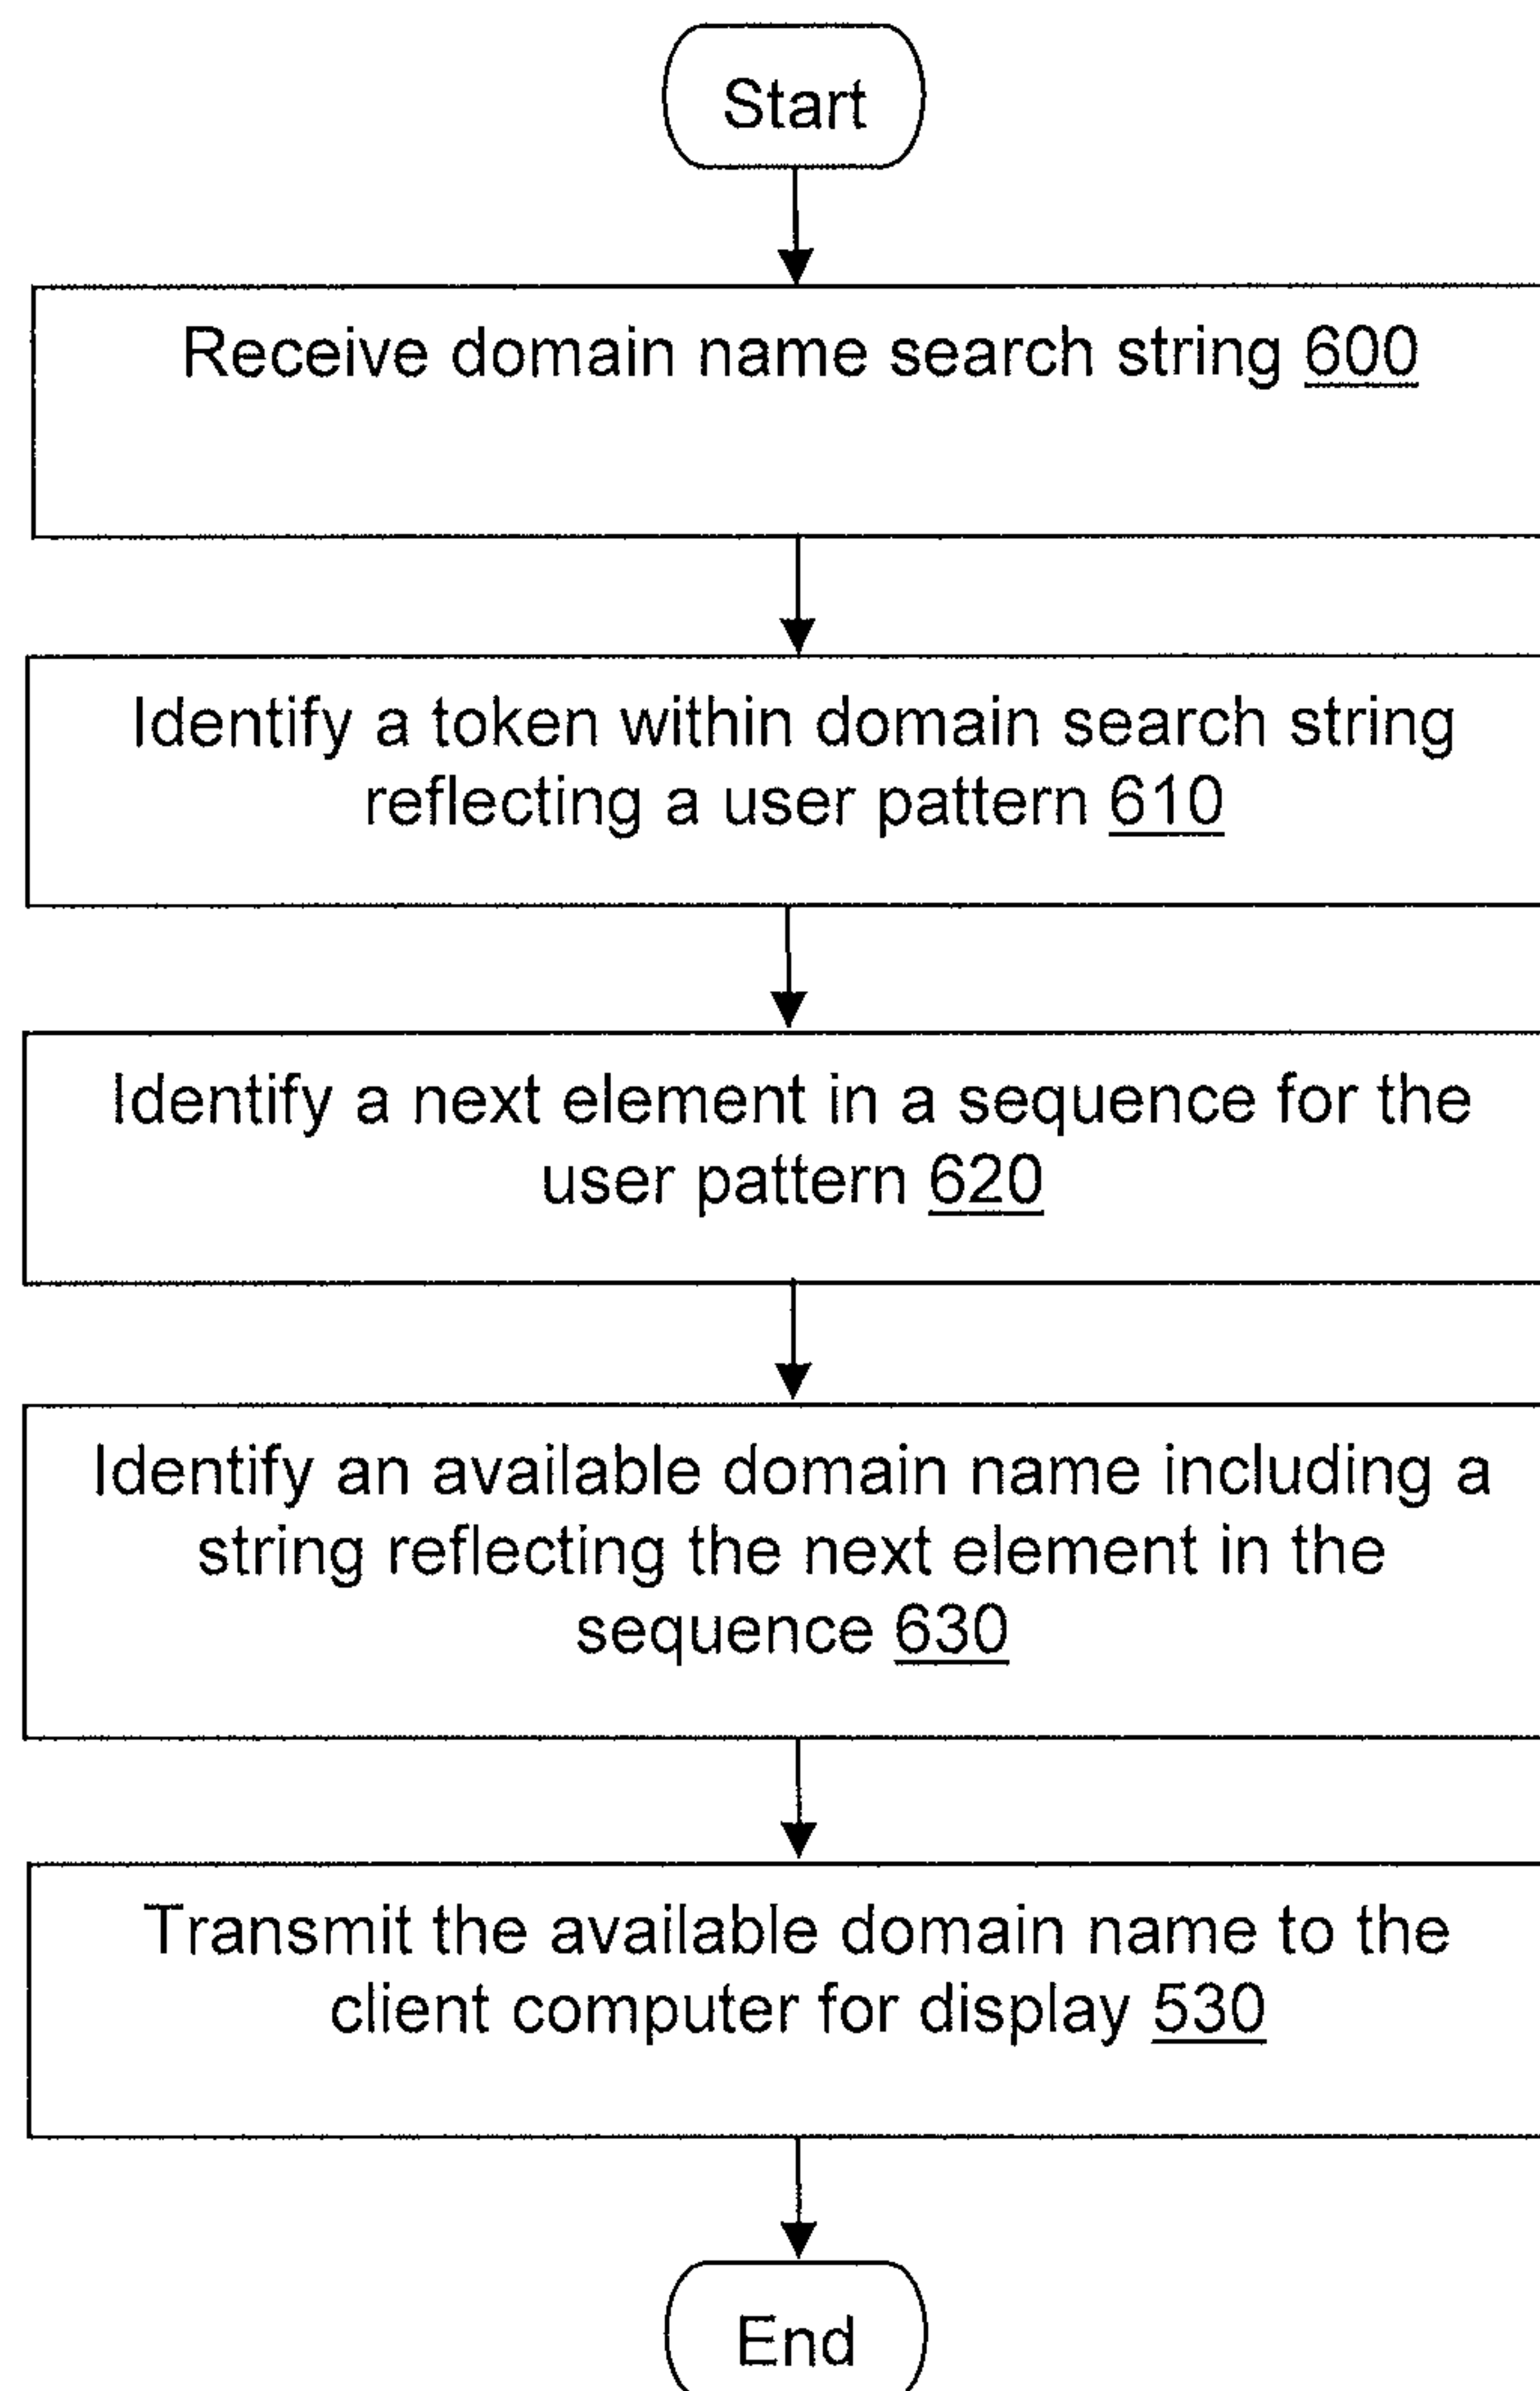 Start
Receive domain name search string 600
Identify a token within domain search string
reflecting a user pattern 610
Identify a next element in a sequence for the
user pattern 620
Identify an available domain name including a
string reflecting the next element in the
sequence 630
Transmit the available domain name to the
client computer for display 530
End